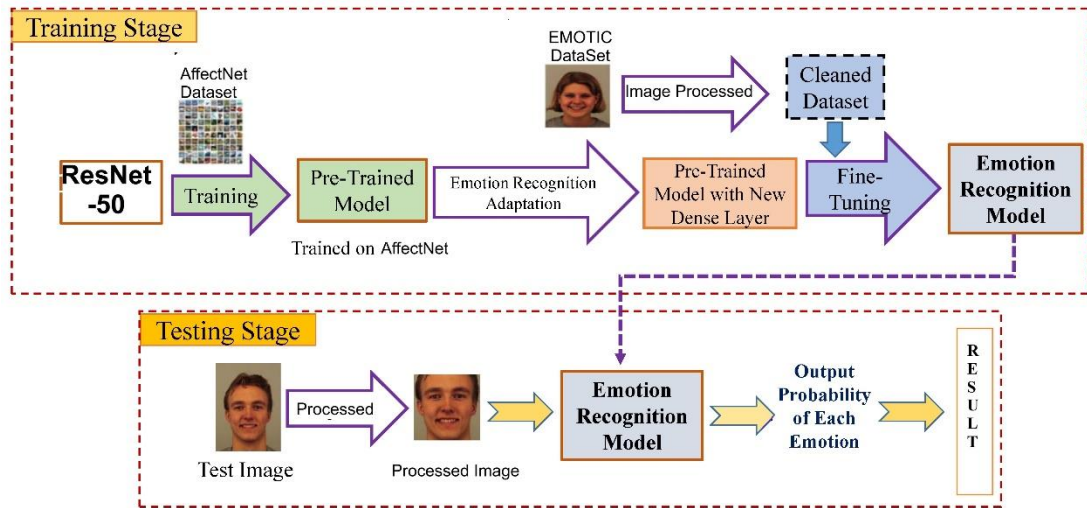 Training Stage
AffectNet
Dataset
EMOTIC
DataSet
Image Processed
Cleaned
Dataset
ResNet
-50
Training
Pre-Trained
Model
Emotion Recognition
Adaptation
Pre-Trained
Model with New
Dense Layer
Fine-
Tuning
Emotion
Recognition
Model
Trained on AffectNet
Testing Stage
Test Image
Processed
Processed Image
Emotion
Recognition
Model
Output
Probability
of Each
Emotion
R
E
S
U
L
T